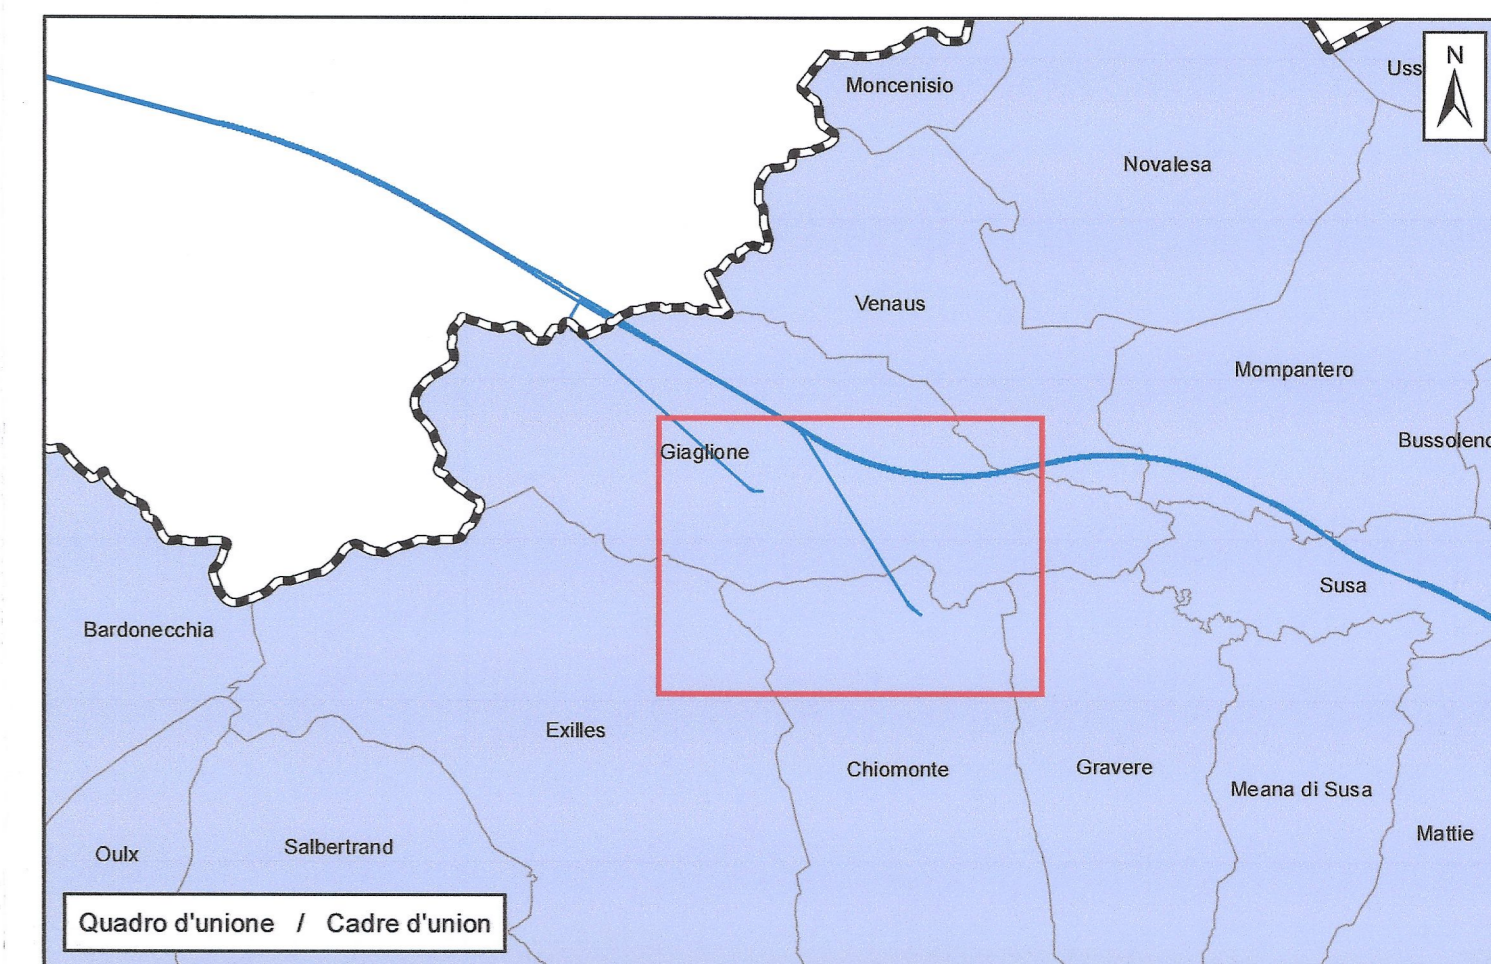 Moncenisio
Uss
N
Novalesa
Venaus
Mompantero
Bussoleno
Giaglione
Susa
Bardonecchia
Exilles
Chiomonte
Gravere
Meana di Susa
Mattie
Oulx
Salbertrand
Quadro d'unione / Cadre d'union